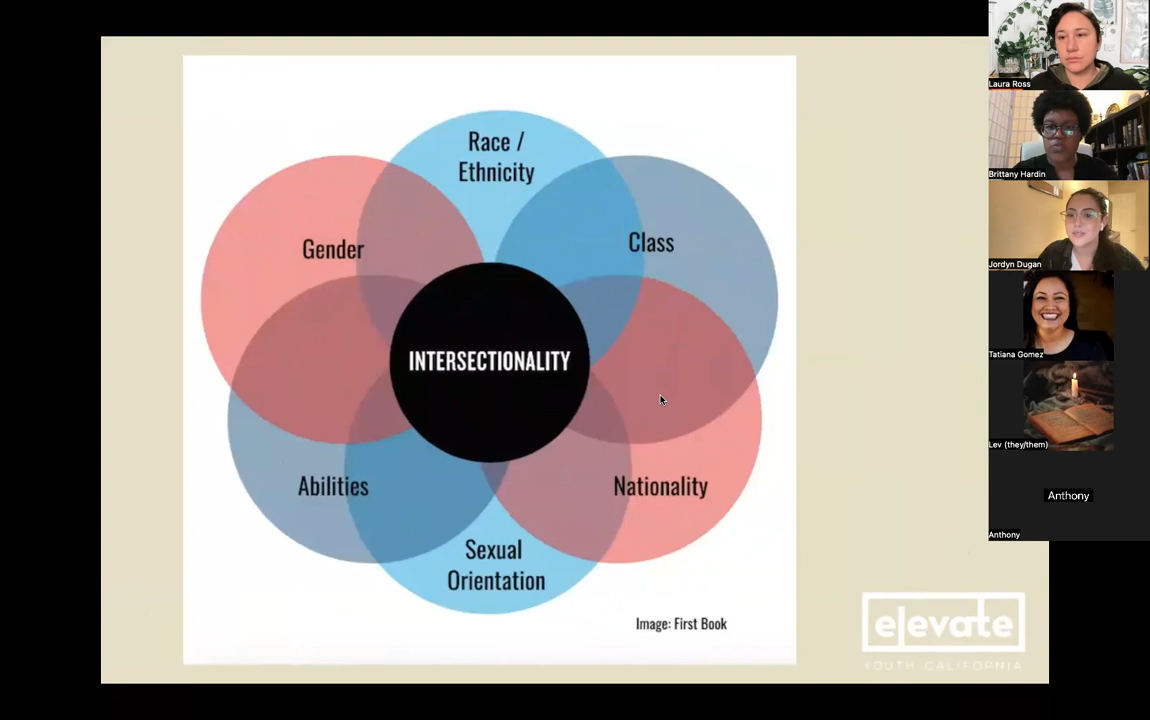 Race /
Ethnicity
Gender
Class
INTERSECTIONALITY
Abilities
Nationality
Sexual
Orientation
Image: First Book
elevate
YOUTH CALIFORNIA
Laura Ross
Brittany Hardin
Jordyn Dugan
Tatiana Gomez
Lev (they/them)
Anthony
Anthony